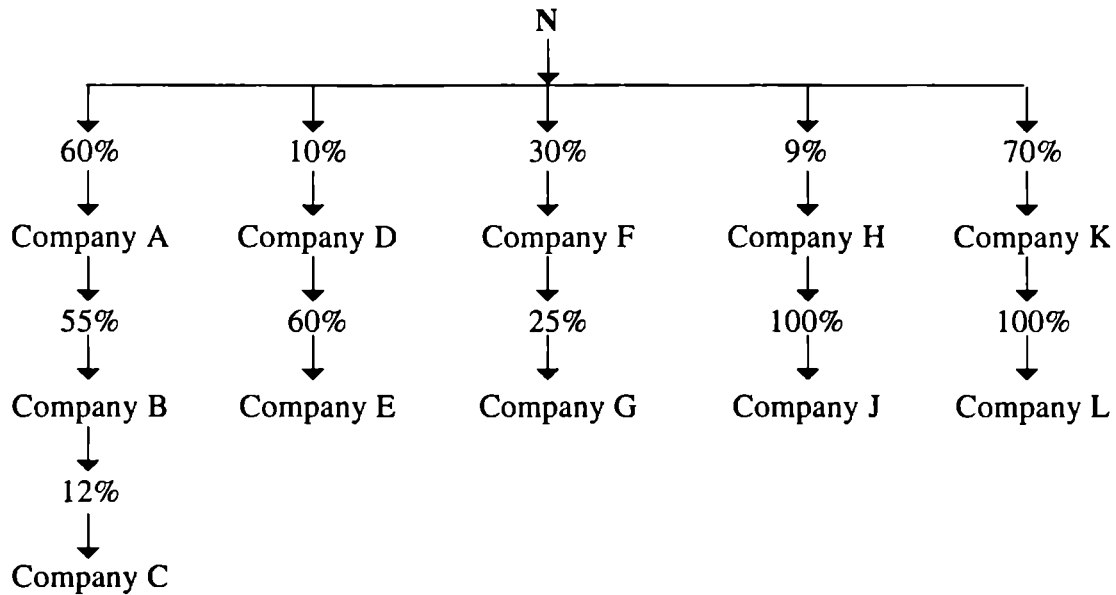 N
60% 10% 30% 9% 70%
Company A Company D Company F Company H Company K
55% 60% 25% 100% 100%
Company B Company E Company G Company J Company L
12%
Company C